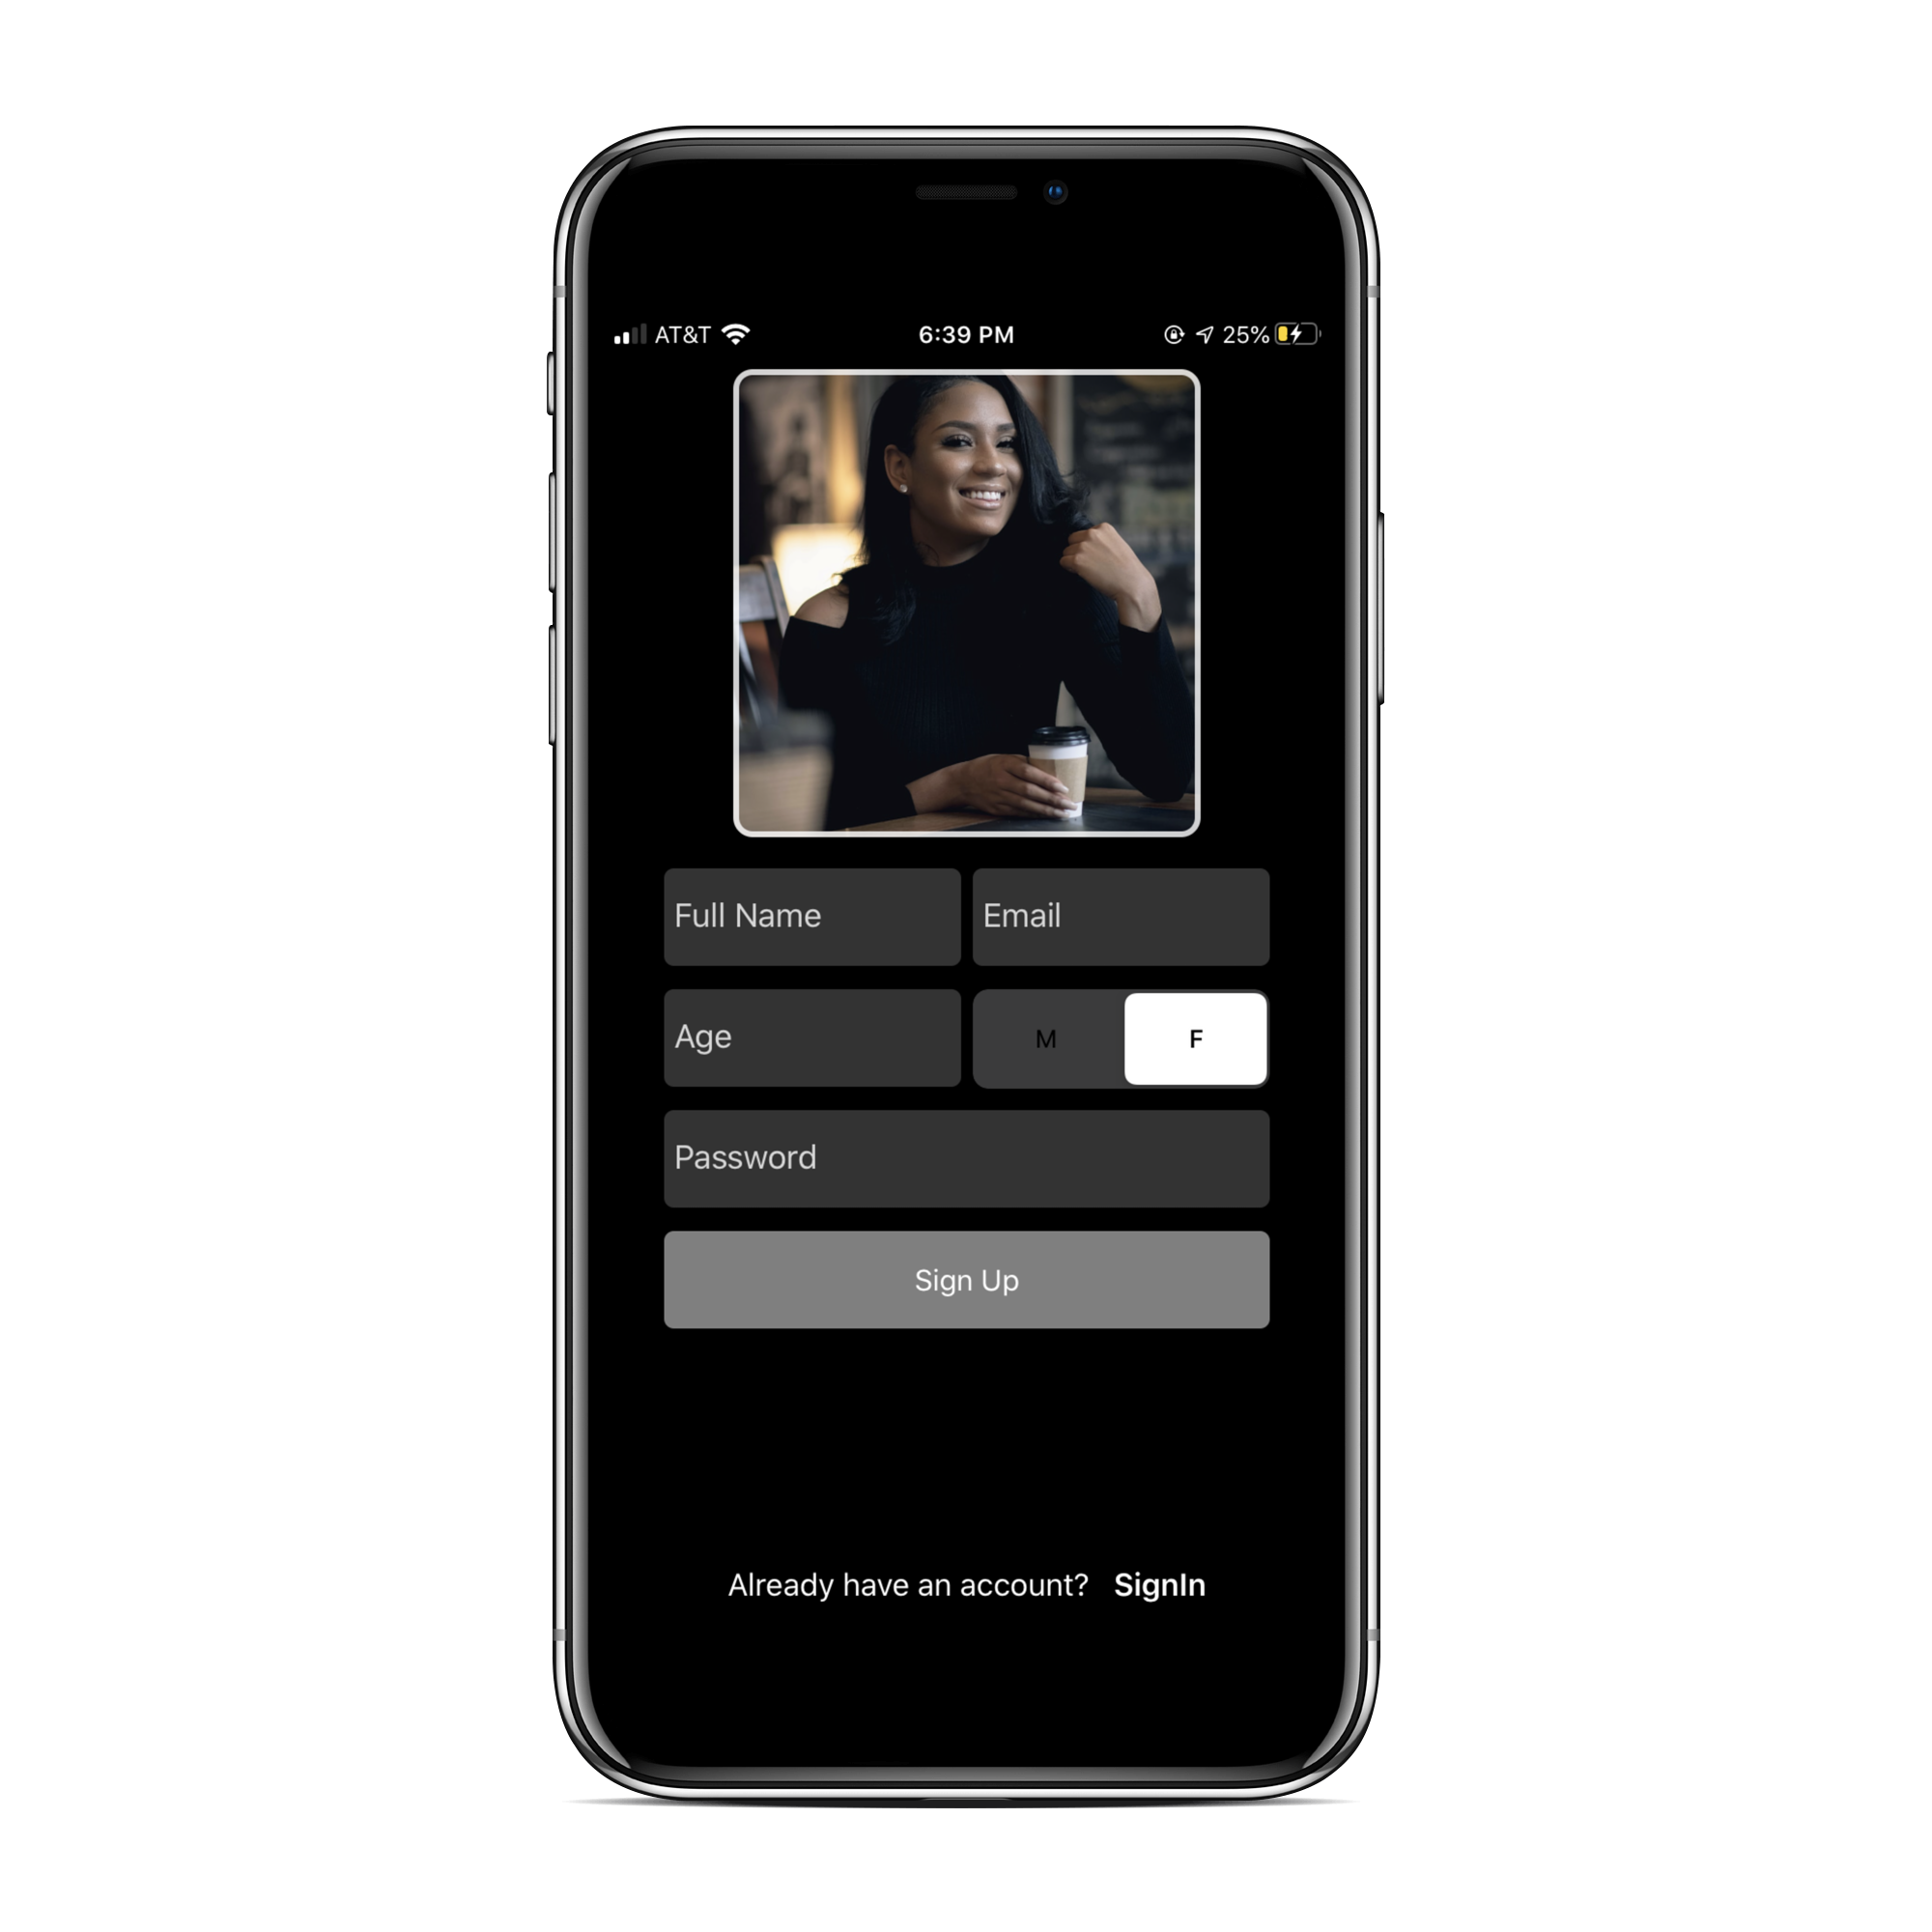 AT&T 6:39 PM 25%
Full Name Email
Age M F
Password
Sign Up
Already have an account? SignIn